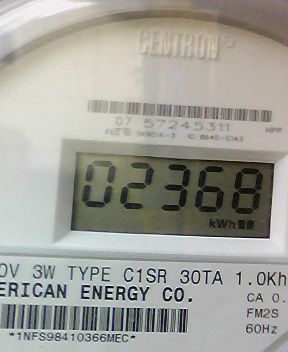 CENTRON
07 57245311 HPP
02368
kWh
0V 3W TYPE C1SR 30TA 1.0Kh
ERICAN ENERGY CO. CA 0.
FM2S
*1NFS98410366MEC* 60Hz